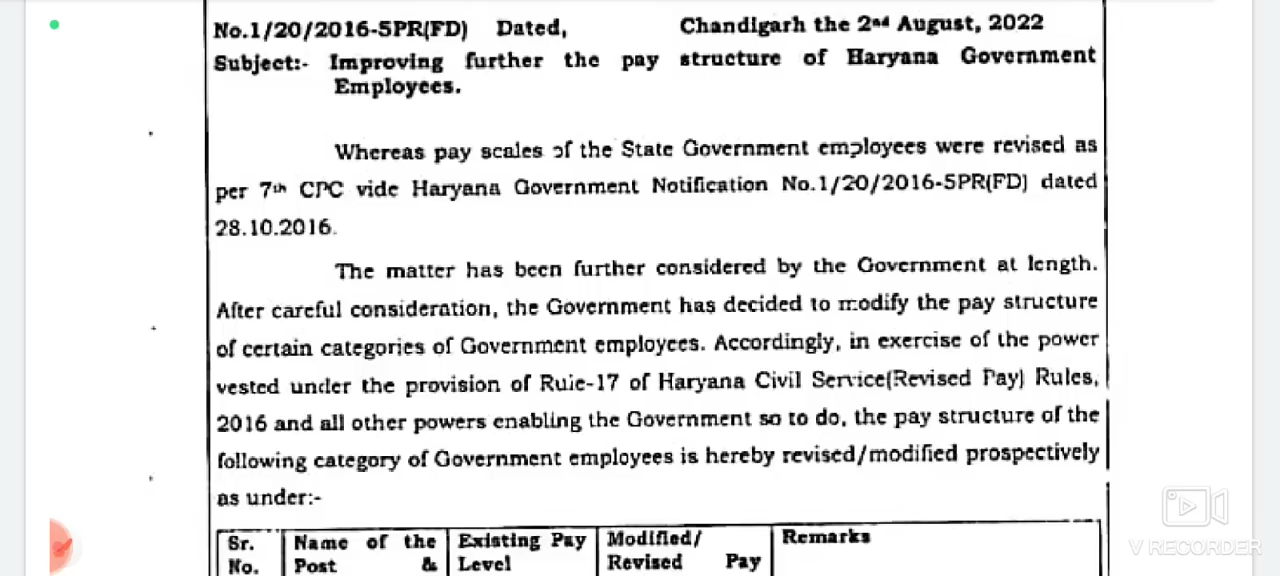 No.1/20/2016-5PR(FD) Dated, Chandigarh the 2nd August, 2022
Subject:- Improving further the pay structure of Haryana Government
Employees.
Whereas pay scales of the State Government employees were revised as
per 7th CPC vide Haryana Government Notification No.1/20/2016-5PR(FD) dated
28.10.2016.
The matter has been further considered by the Government at length.
After careful consideration, the Government has decided to modify the pay structure
of certain categories of Government employees. Accordingly, in exercise of the power
vested under the provision of Rule-17 of Haryana Civil Service(Revised Pay) Rules,
2016 and all other powers enabling the Government so to do, the pay structure of the
following category of Government employees is hereby revised/modified prospectively
as under:-
Sr. Name of the Existing Pay Modified/ Remarks
No. Post & Level Revised Pay
V RECORDER